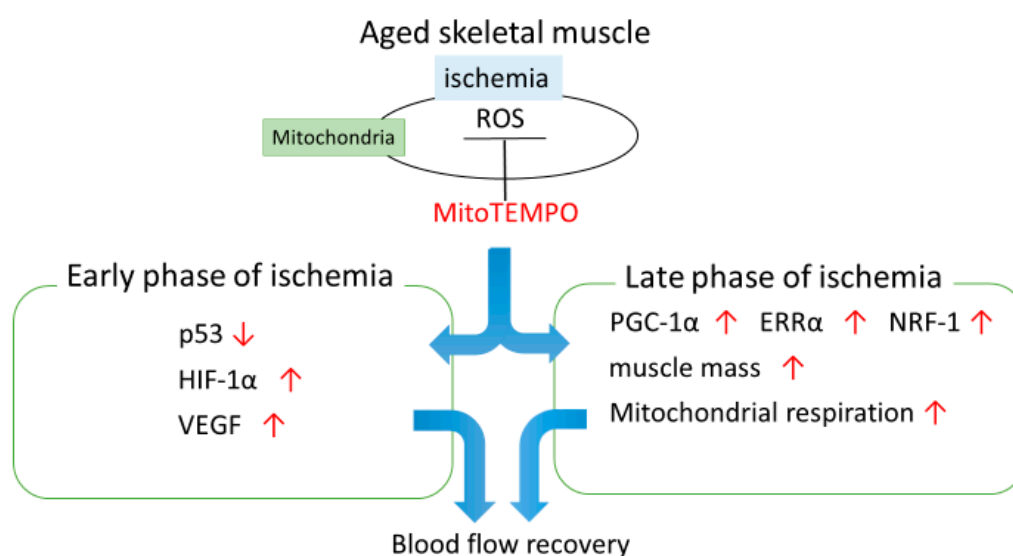 Aged skeletal muscle
ischemia
ROS
Mitochondria
MitoTEMPO
Early phase of ischemia
p53 ↓
HIF-1α ↑
VEGF ↑
Late phase of ischemia
PGC-1α ↑ ERRα ↑ NRF-1 ↑
muscle mass ↑
Mitochondrial respiration ↑
Blood flow recovery